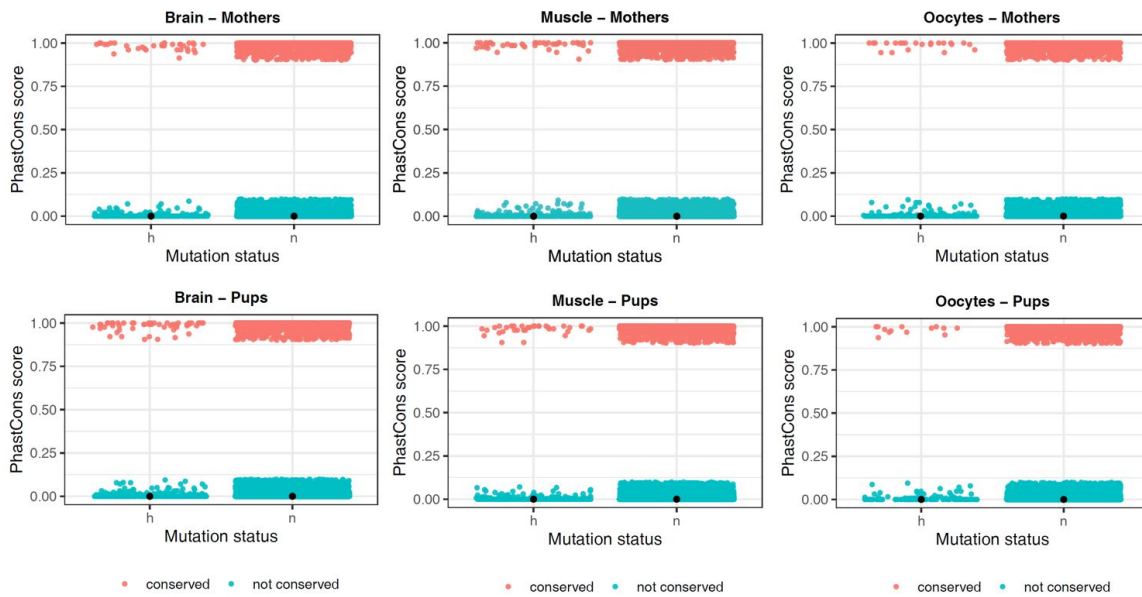 Brain – Mothers
PhastCons score
1.00
0.75
0.50
0.25
0.00
h n
Mutation status
Muscle – Mothers
PhastCons score
1.00
0.75
0.50
0.25
0.00
h n
Mutation status
Oocytes – Mothers
PhastCons score
1.00
0.75
0.50
0.25
0.00
h n
Mutation status
Brain – Pups
PhastCons score
1.00
0.75
0.50
0.25
0.00
h n
Mutation status
conserved not conserved
Muscle – Pups
PhastCons score
1.00
0.75
0.50
0.25
0.00
h n
Mutation status
conserved not conserved
Oocytes – Pups
PhastCons score
1.00
0.75
0.50
0.25
0.00
h n
Mutation status
conserved not conserved